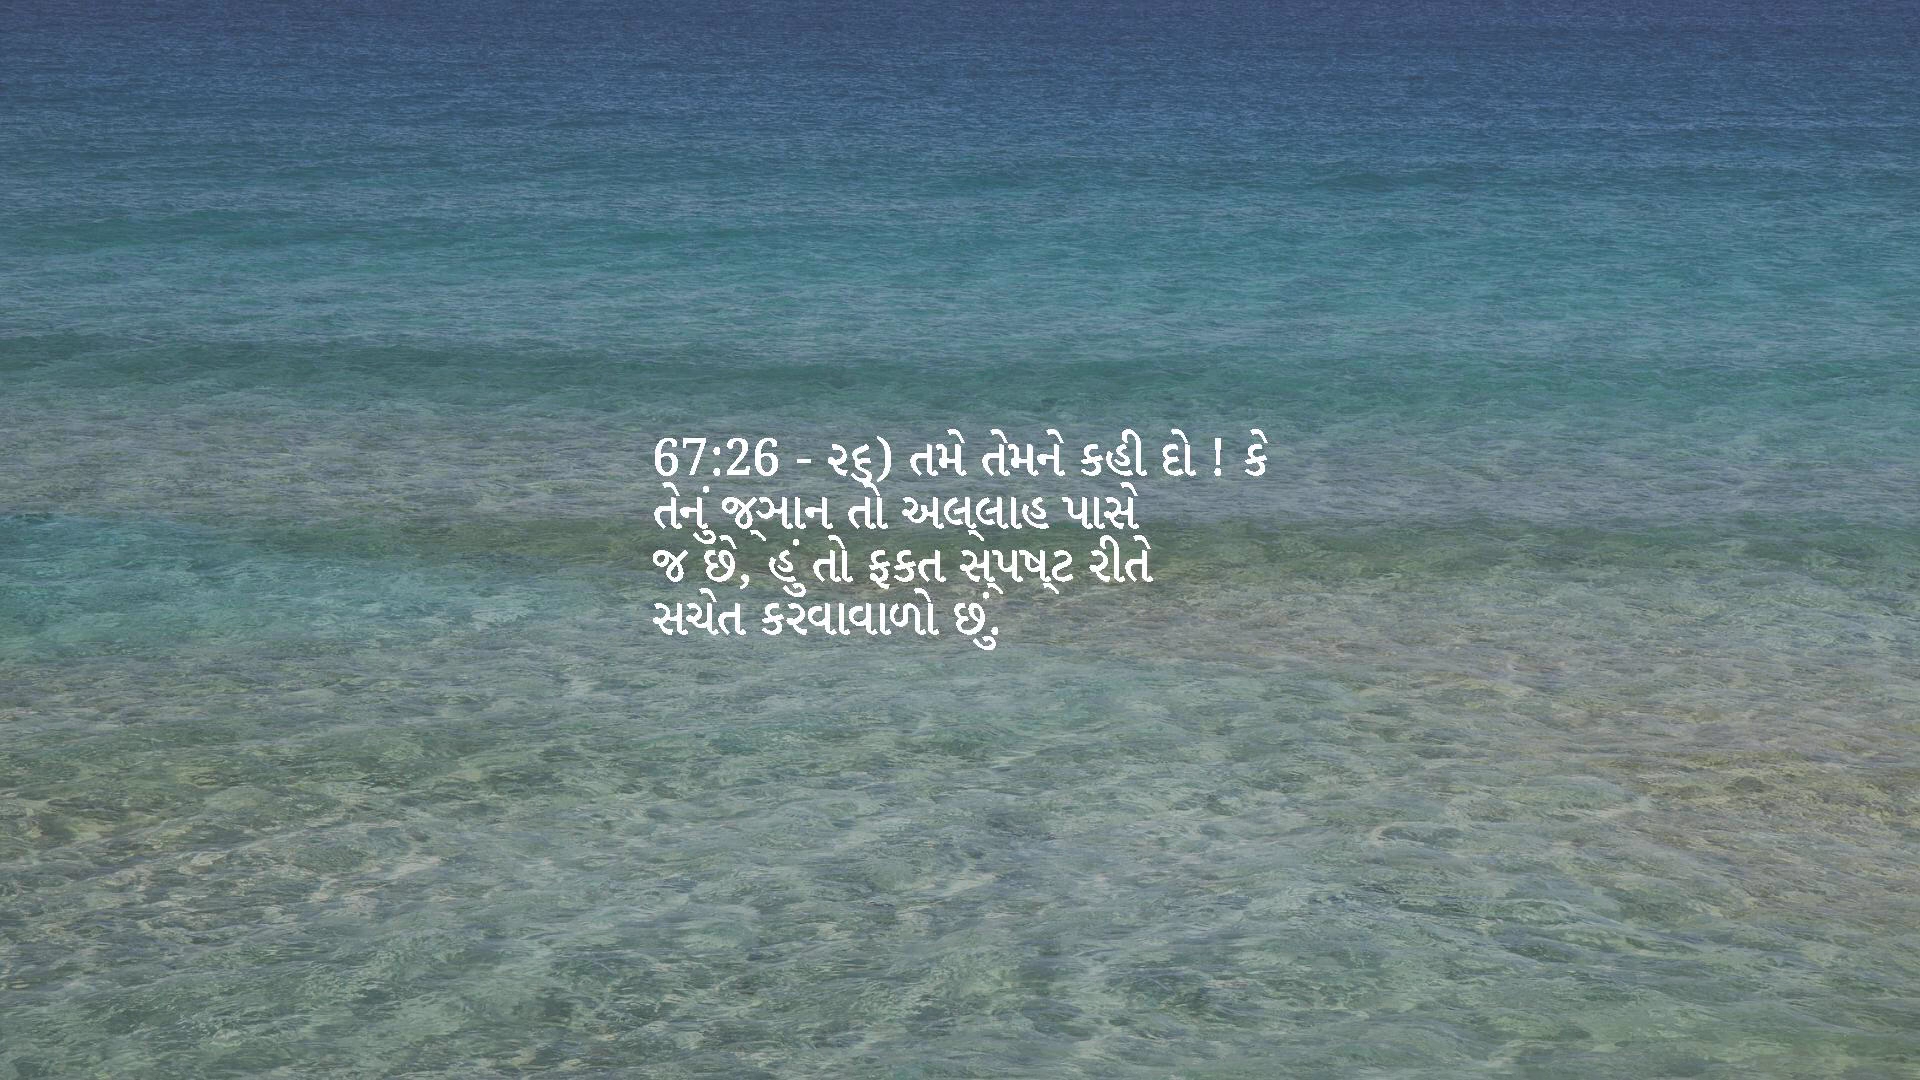 67:26 - ૨૬) તમે તેમને કહી દો ! કે
તેનું જ્ઞાન તો અલ્લાહ પાસે
જ છે, હું તો ફકત સ્પષ્ટ રીતે
સચેત કરવાવાળો છું.